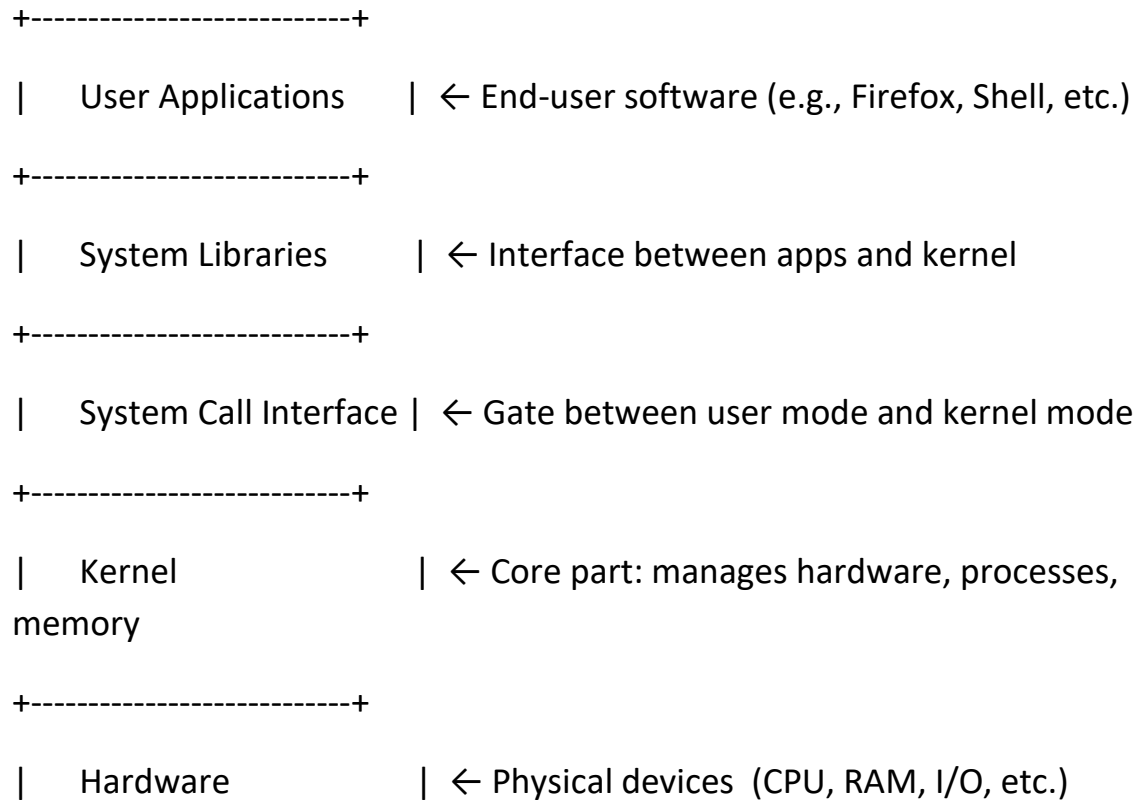 +----------------------------+
|      User Applications        |  ← End-user software (e.g., Firefox, Shell, etc.)
+----------------------------+
|      System Libraries         |  ← Interface between apps and kernel
+----------------------------+
|      System Call Interface |  ← Gate between user mode and kernel mode
+----------------------------+
|      Kernel                         |  ← Core part: manages hardware, processes,
memory
+----------------------------+
|      Hardware                    |  ← Physical devices  (CPU, RAM, I/O, etc.)